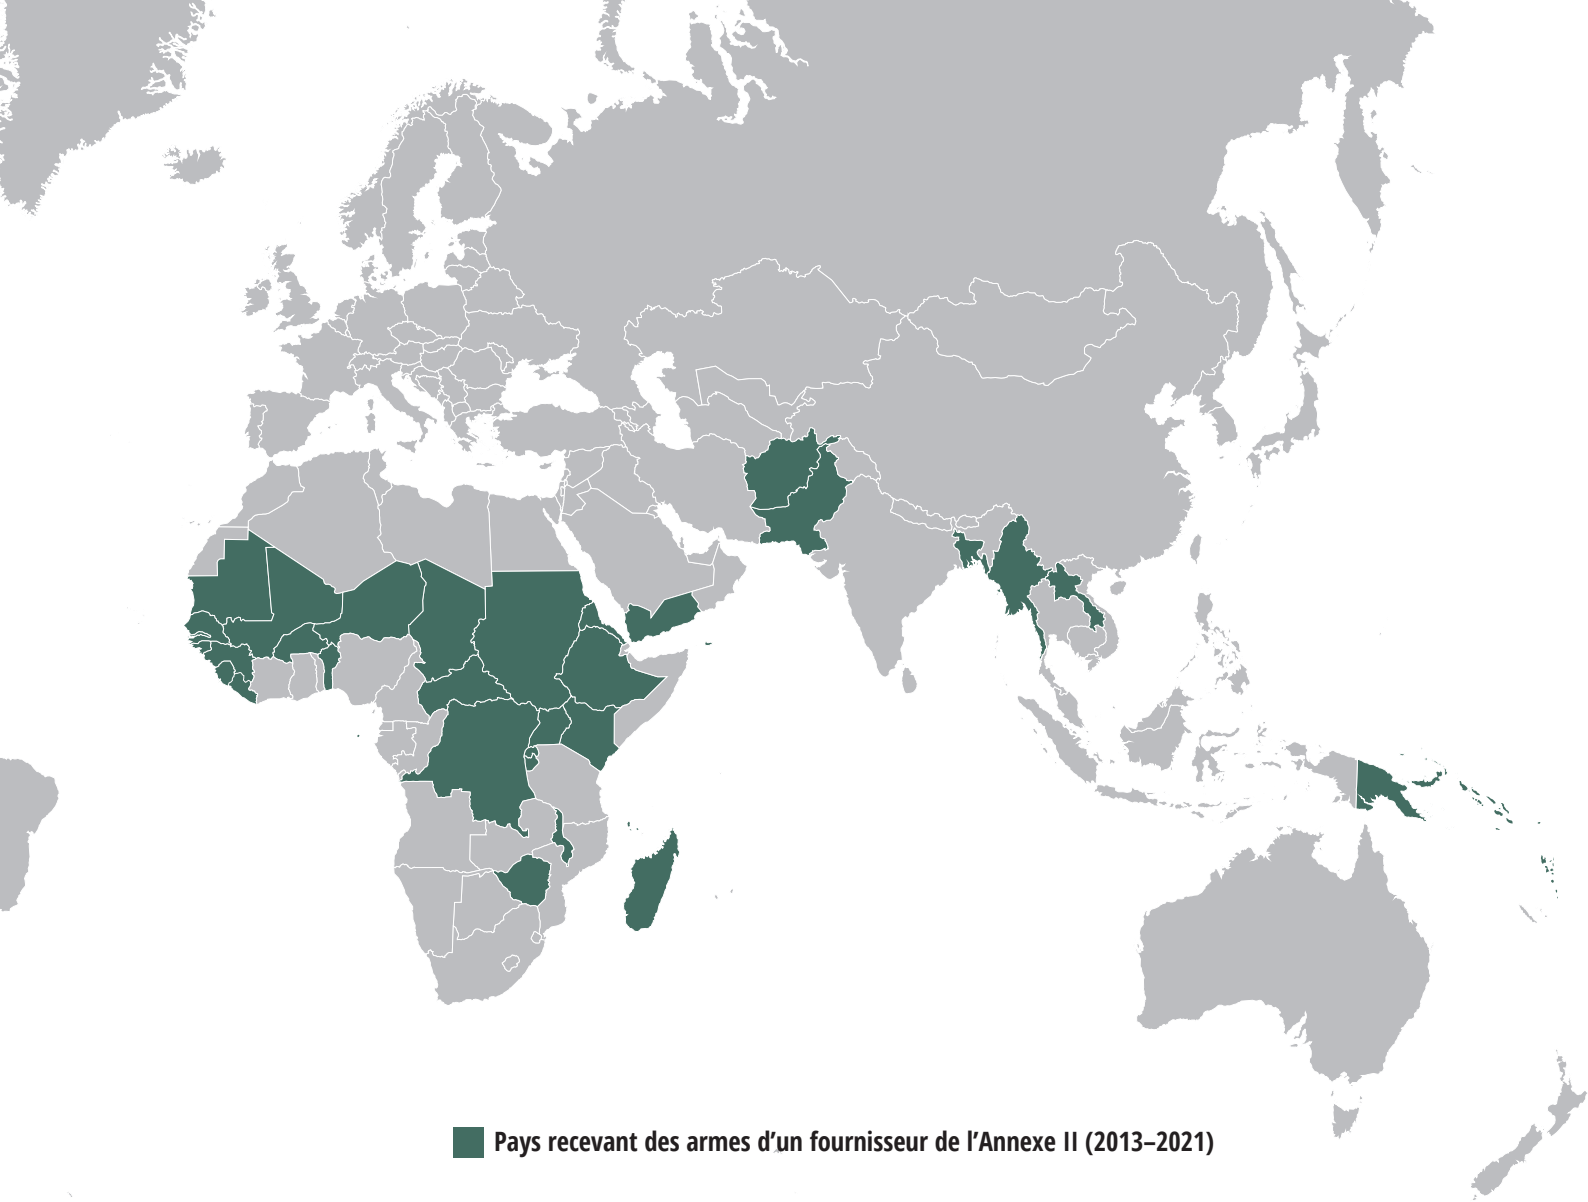 Pays recevant des armes d’un fournisseur de l’Annexe II (2013–2021)